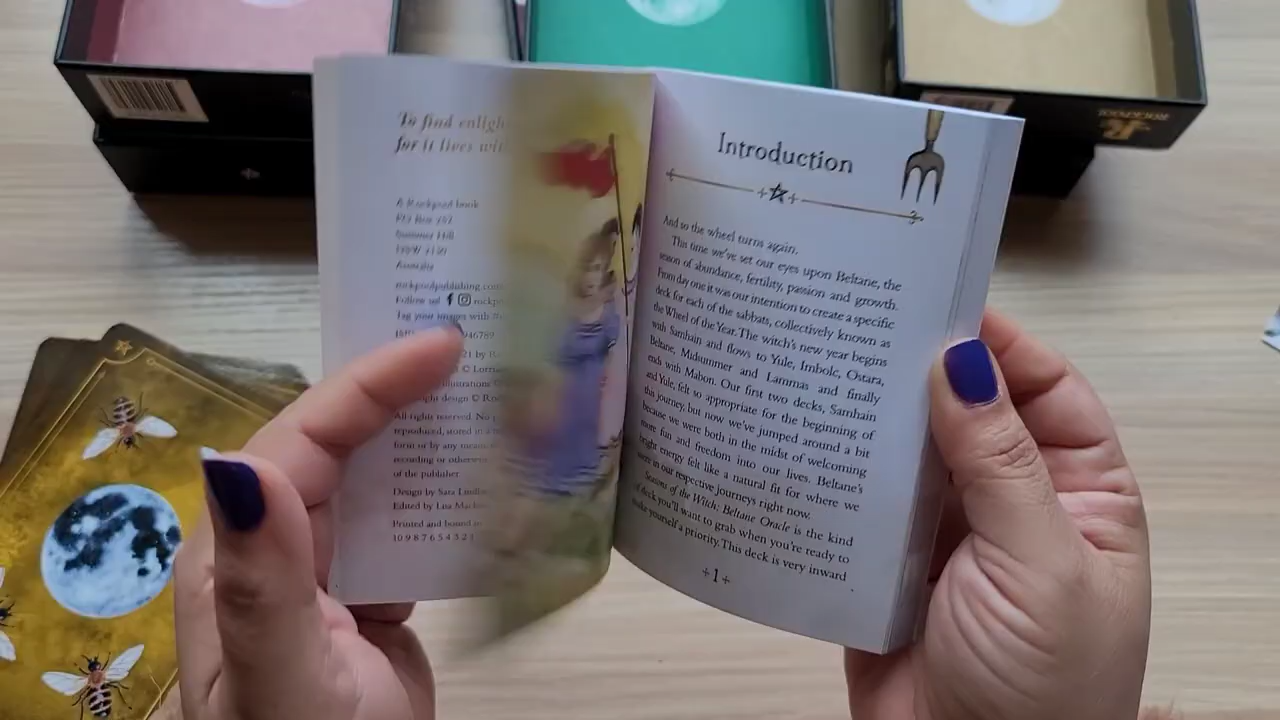 To find enligh
for it lives wit
A Rockpool book
PO Box 252
Summer Hill
NSW 2130
Australia
rockpoolpublishing.com
Follow us! rockpo
Tag your images with
All rights reserved. No
reproduced, stored in a
form or by any means
recording or otherwise
of the publisher
Design by Sara Lindb
Edited by Lisa Mac
Printed and bound in
10 9 8 7 6 5 4 3 2 1
Introduction
And so the wheel turns again.
This time we've set our eyes upon Beltane, the
season of abundance, fertility, passion and growth.
From day one it was our intention to create a specific
deck for each of the sabbats, collectively known as
the Wheel of the Year. The witch's new year begins
with Samhain and flows to Yule, Imbolc, Ostara,
Beltane, Midsummer and Lammas and finally
ends with Mabon. Our first two decks, Samhain
and Yule, felt so appropriate for the beginning of
this journey, but now we've jumped around a bit
because we were both in the midst of welcoming
more fun and freedom into our lives. Beltane's
bright energy felt like a natural fit for where we
were in our respective journeys right now.
Seasons of the Witch: Beltane Oracle is the kind
of deck you'll want to grab when you're ready to
make yourself a priority. This deck is very inward
1
ROCKPOOL